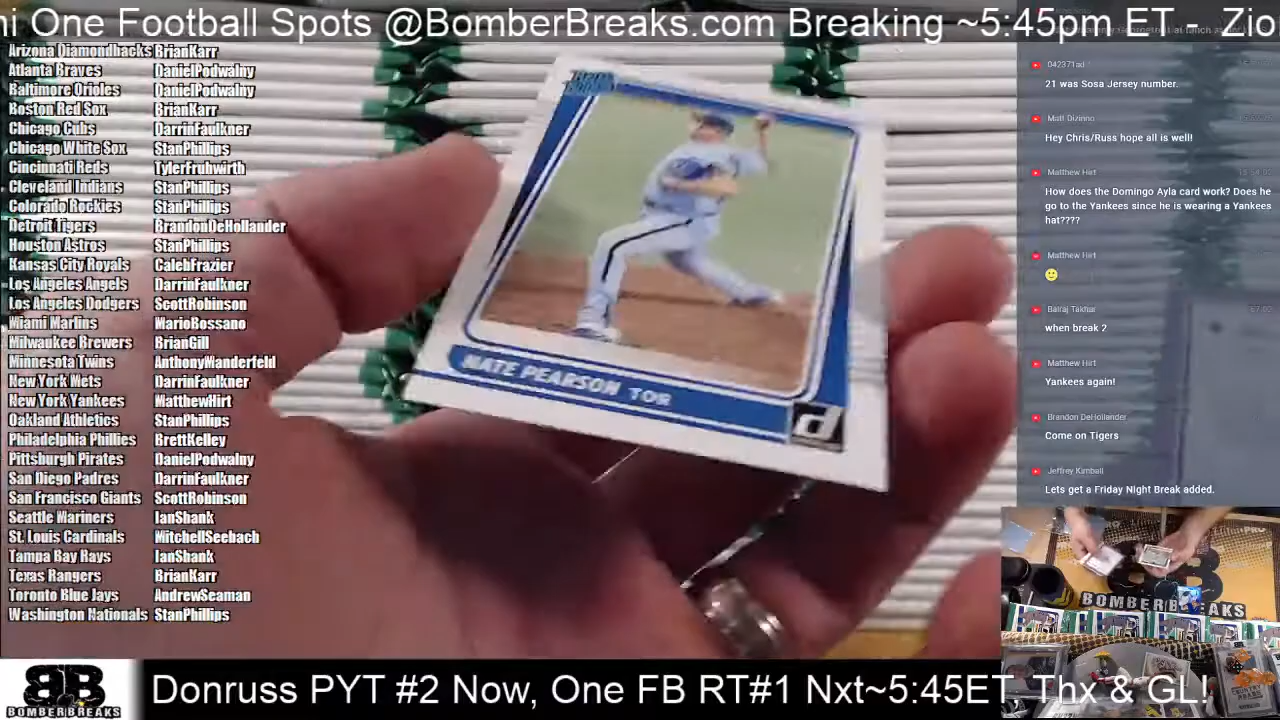 ni One Football Spots @BomberBreaks.com Breaking ~5:45pm ET - Zio
Arizona Diamondbacks BrianKarr
Atlanta Braves DanielPodwalny
Baltimore Orioles DanielPodwalny
Boston Red Sox BrianKarr
Chicago Cubs DarrinFaulkner
Chicago White Sox StanPhillips
Cincinnati Reds TylerFruhwirth
Cleveland Indians StanPhillips
Colorado Rockies StanPhillips
Detroit Tigers BrandonDeHollander
Houston Astros StanPhillips
Kansas City Royals CalebFrazier
Los Angeles Angels DarrinFaulkner
Los Angeles Dodgers ScottRobinson
Miami Marlins MarioRossano
Milwaukee Brewers BrianGill
Minnesota Twins AnthonyManderfeld
New York Mets DarrinFaulkner
New York Yankees MatthewHirt
Oakland Athletics StanPhillips
Philadelphia Phillies BrettKelley
Pittsburgh Pirates DanielPodwalny
San Diego Padres DarrinFaulkner
San Francisco Giants ScottRobinson
Seattle Mariners IanShank
St. Louis Cardinals MitchellSeebach
Tampa Bay Rays IanShank
Texas Rangers BrianKarr
Toronto Blue Jays AndrewSeaman
Washington Nationals StanPhillips
NATE PEARSON TOR
d
042371ad
21 was Sosa Jersey number.
Matt Dizinno
Hey Chris/Russ hope all is well!
Matthew Hirt
How does the Domingo Ayla card work? Does he
go to the Yankees since he is wearing a Yankees
hat????
Matthew Hirt
Balraj Takhar
when break 2
Matthew Hirt
Yankees again!
Brandon DeHollander
Come on Tigers
Jeffrey Kimball
Lets get a Friday Night Break added.
BOMBERBREAKS
BB
BOMBERBREAKS
Donruss PYT #2 Now, One FB RT#1 Nxt~5:45ET. Thx & GL!